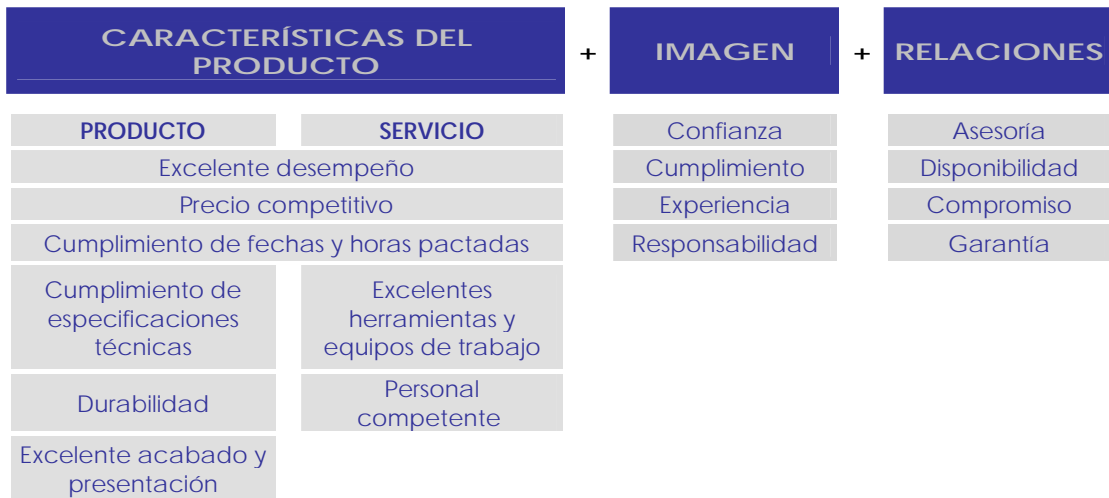 CARACTERÍSTICAS DEL
PRODUCTO
+
IMAGEN
+
RELACIONES
PRODUCTO
SERVICIO
Excelente desempeño
Precio competitivo
Cumplimiento de fechas y horas pactadas
Cumplimiento de
especificaciones
técnicas
Excelentes
herramientas y
equipos de trabajo
Durabilidad
Personal
competente
Excelente acabado y
presentación
Confianza
Cumplimiento
Experiencia
Responsabilidad
Asesoría
Disponibilidad
Compromiso
Garantía